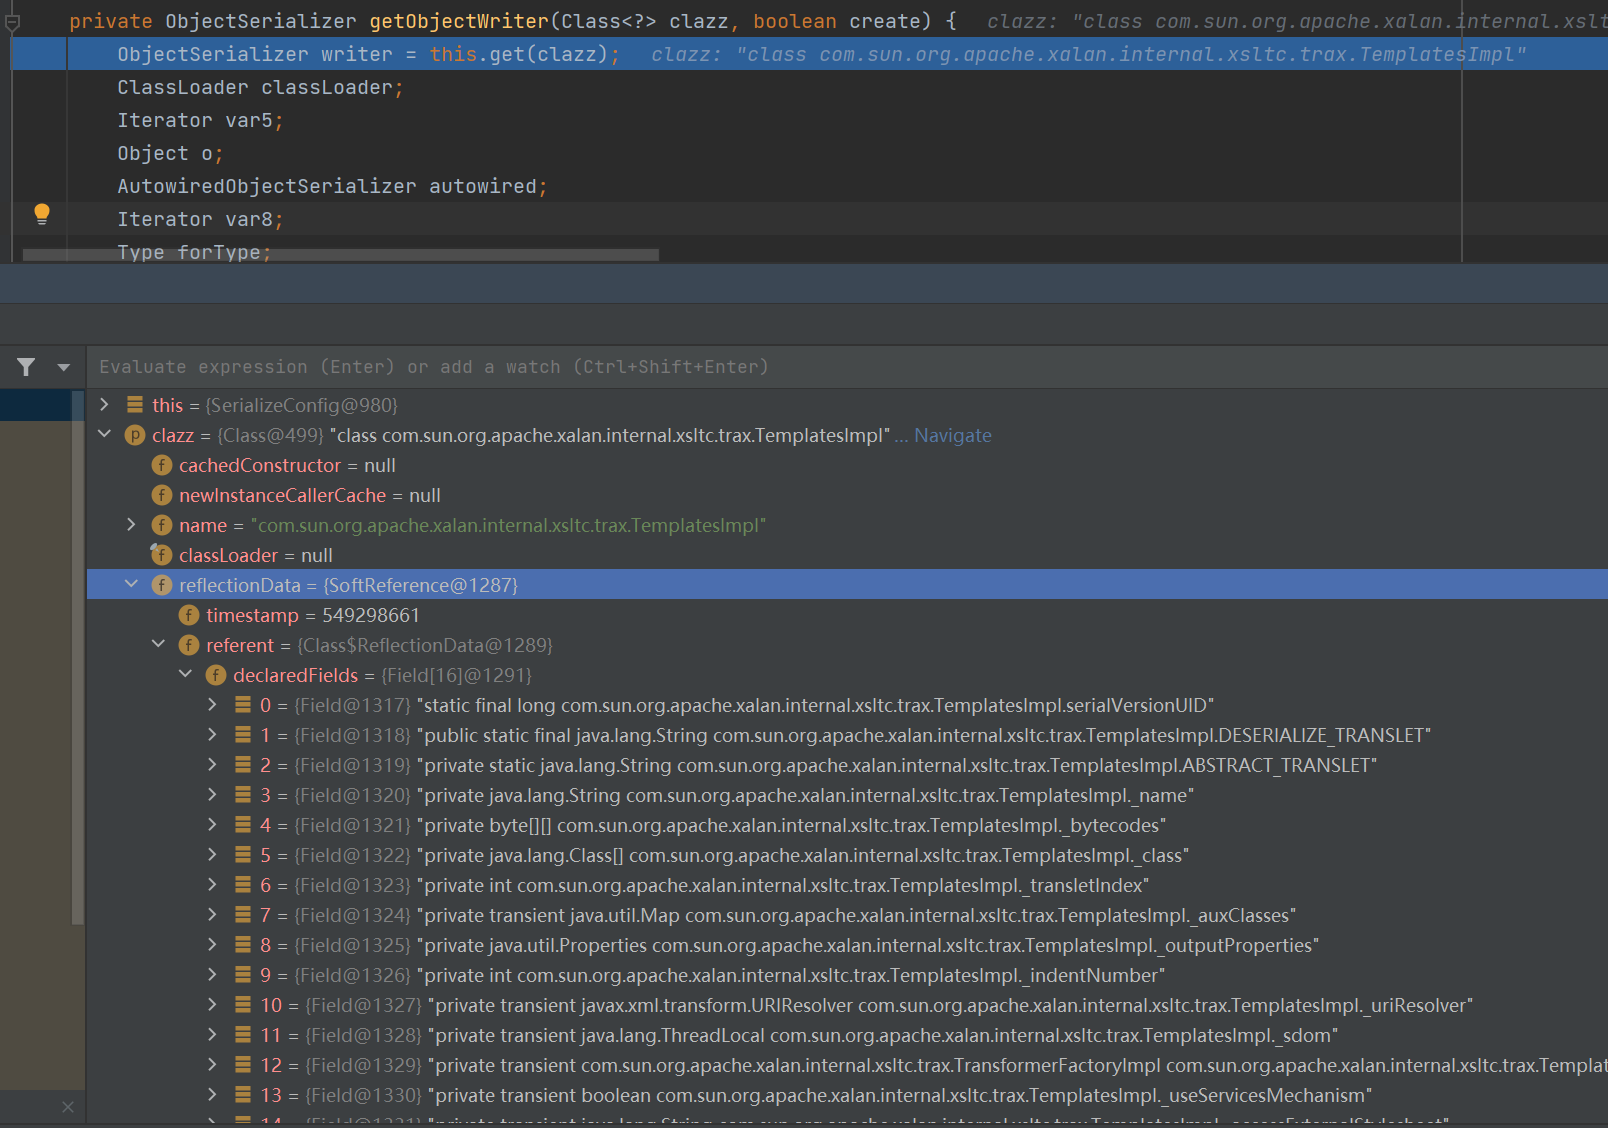 private ObjectSerializer getObjectWriter(Class<?> clazz, boolean create) {   clazz: "class com.sun.org.apache.xalan.internal.xslt
ObjectSerializer writer = this.get(clazz);   clazz: "class com.sun.org.apache.xalan.internal.xsltc.trax.TemplatesImpl"
ClassLoader classLoader;
Iterator var5;
Object o;
AutowiredObjectSerializer autowired;
Iterator var8;
Type forType;
Evaluate expression (Enter) or add a watch (Ctrl+Shift+Enter)
this = {SerializeConfig@980}
p clazz = {Class@499} "class com.sun.org.apache.xalan.internal.xsltc.trax.TemplatesImpl" ... Navigate
f cachedConstructor = null
f newInstanceCallerCache = null
f name = "com.sun.org.apache.xalan.internal.xsltc.trax.TemplatesImpl"
f classLoader = null
f reflectionData = {SoftReference@1287}
f timestamp = 549298661
f referent = {Class$ReflectionData@1289}
f declaredFields = {Field[16]@1291}
0 = {Field@1317} "static final long com.sun.org.apache.xalan.internal.xsltc.trax.TemplatesImpl.serialVersionUID"
1 = {Field@1318} "public static final java.lang.String com.sun.org.apache.xalan.internal.xsltc.trax.TemplatesImpl.DESERIALIZE_TRANSLET"
2 = {Field@1319} "private static java.lang.String com.sun.org.apache.xalan.internal.xsltc.trax.TemplatesImpl.ABSTRACT_TRANSLET"
3 = {Field@1320} "private java.lang.String com.sun.org.apache.xalan.internal.xsltc.trax.TemplatesImpl._name"
4 = {Field@1321} "private byte[][] com.sun.org.apache.xalan.internal.xsltc.trax.TemplatesImpl._bytecodes"
5 = {Field@1322} "private java.lang.Class[] com.sun.org.apache.xalan.internal.xsltc.trax.TemplatesImpl._class"
6 = {Field@1323} "private int com.sun.org.apache.xalan.internal.xsltc.trax.TemplatesImpl._transletIndex"
7 = {Field@1324} "private transient java.util.Map com.sun.org.apache.xalan.internal.xsltc.trax.TemplatesImpl._auxClasses"
8 = {Field@1325} "private java.util.Properties com.sun.org.apache.xalan.internal.xsltc.trax.TemplatesImpl._outputProperties"
9 = {Field@1326} "private int com.sun.org.apache.xalan.internal.xsltc.trax.TemplatesImpl._indentNumber"
10 = {Field@1327} "private transient javax.xml.transform.URIResolver com.sun.org.apache.xalan.internal.xsltc.trax.TemplatesImpl._uriResolver"
11 = {Field@1328} "private transient java.lang.ThreadLocal com.sun.org.apache.xalan.internal.xsltc.trax.TemplatesImpl._sdom"
12 = {Field@1329} "private transient com.sun.org.apache.xalan.internal.xsltc.trax.TransformerFactoryImpl com.sun.org.apache.xalan.internal.xsltc.trax.Templat
13 = {Field@1330} "private transient boolean com.sun.org.apache.xalan.internal.xsltc.trax.TemplatesImpl._useServicesMechanism"